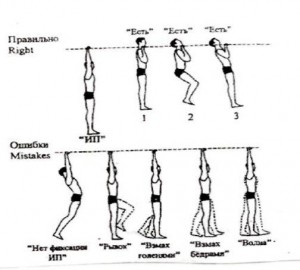 Правильно
Right
"Есть" "Есть" "Есть"
"ИП" 1 2 3
Ошибки
Mistakes
"Нет фиксации ИП" "Рывок" "Взмах голенями" "Взмах бёдрами" "Волна"